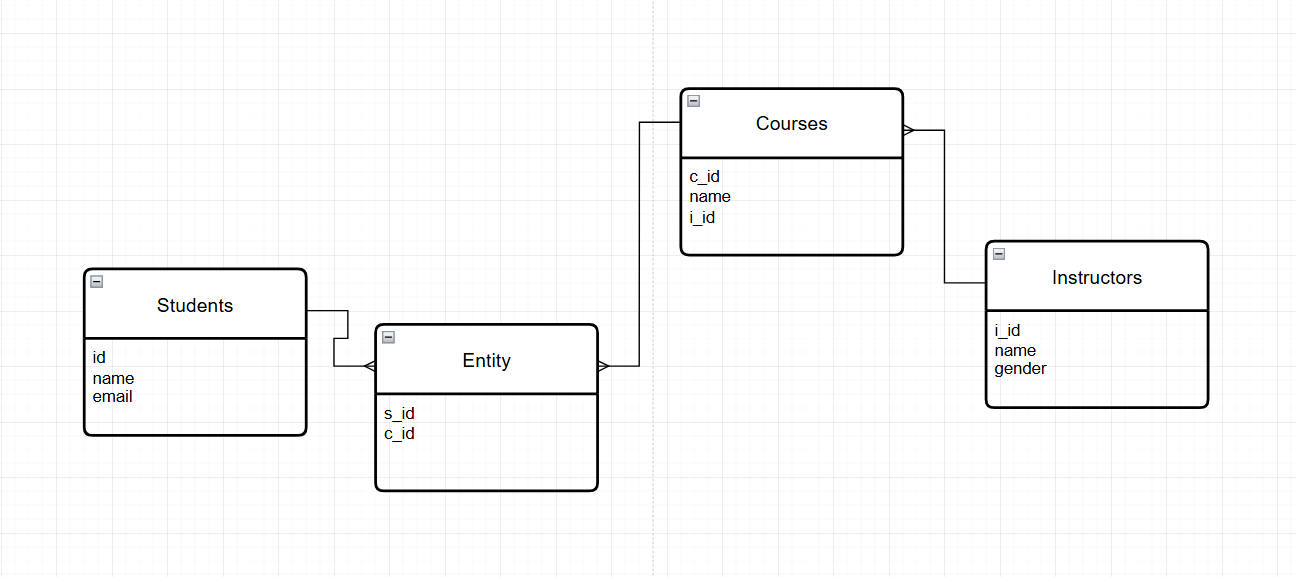 Students
id
name
email
Entity
s_id
c_id
Courses
c_id
name
i_id
Instructors
i_id
name
gender